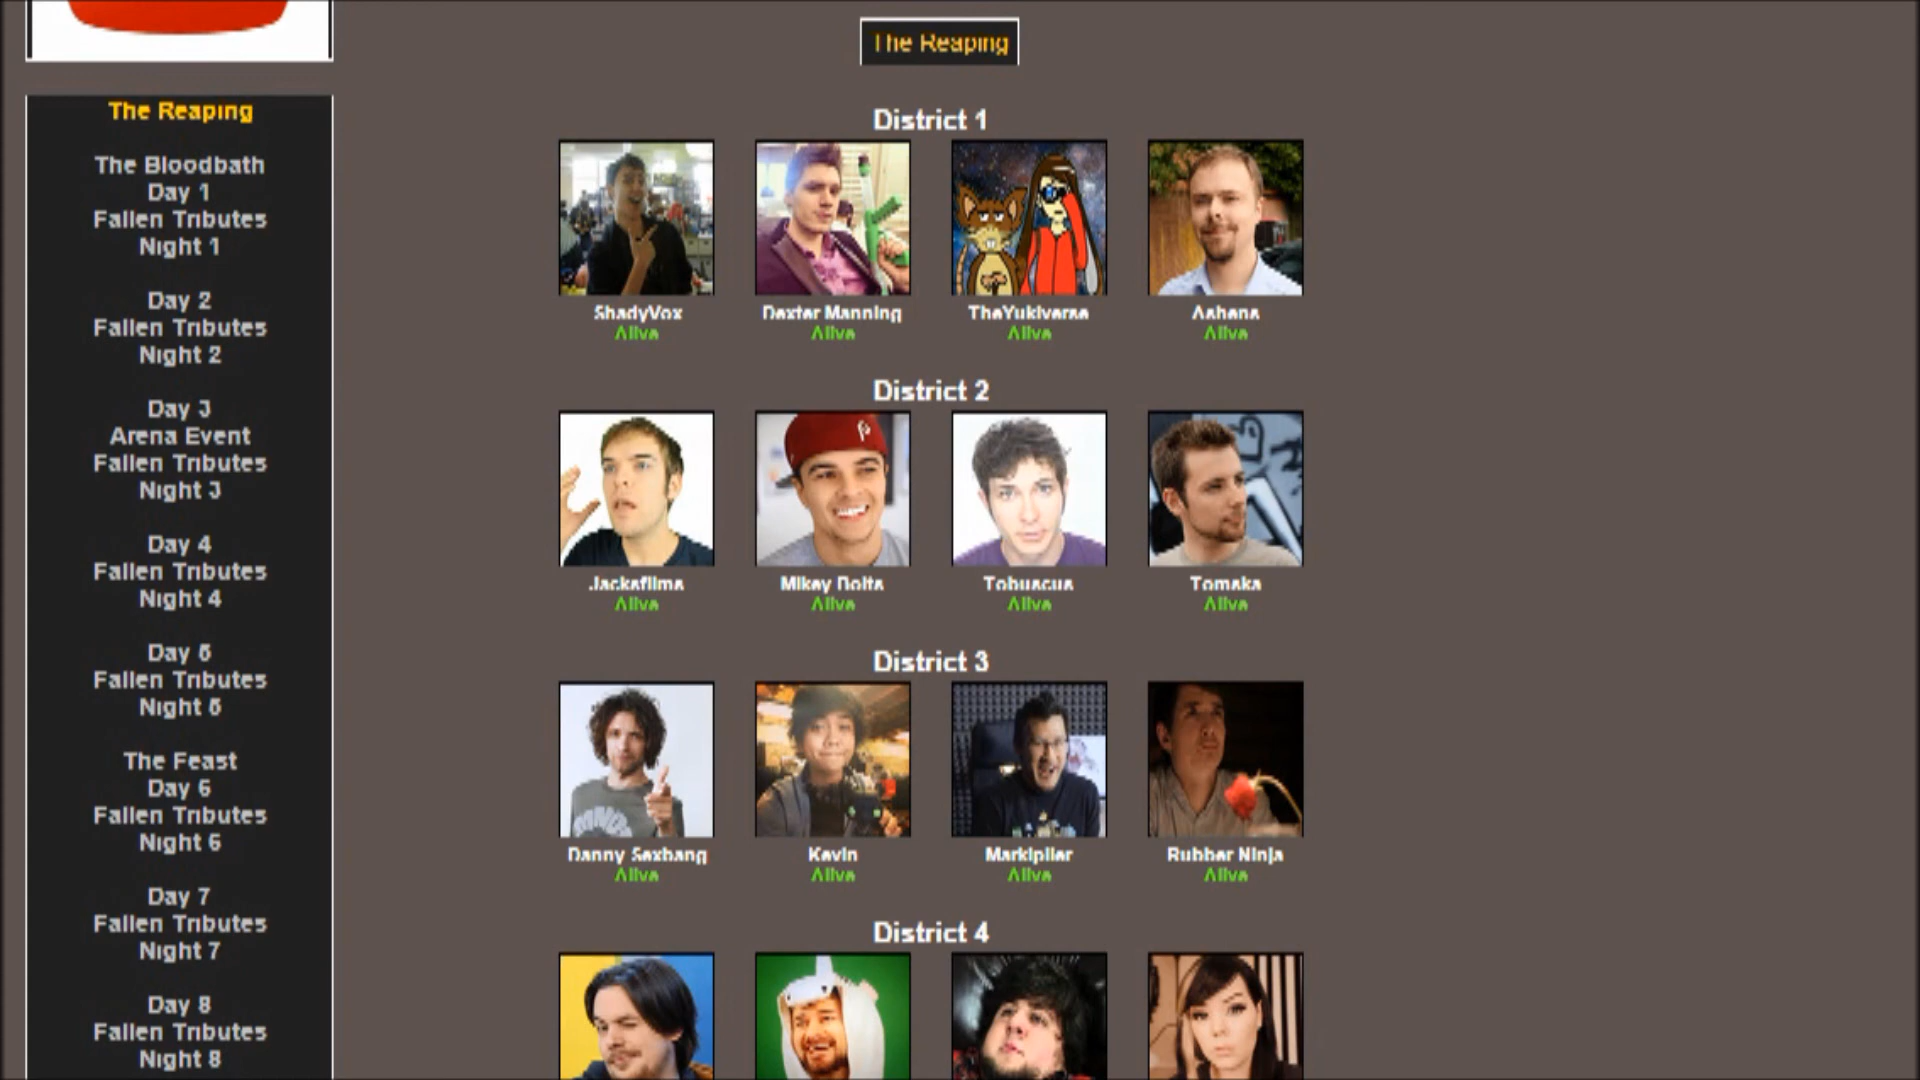 The Reaping
The Reaping
The Bloodbath
Day 1
Fallen Tributes
Night 1
Day 2
Fallen Tributes
Night 2
Day 3
Arena Event
Fallen Tributes
Night 3
Day 4
Fallen Tributes
Night 4
Day 5
Fallen Tributes
Night 5
The Feast
Day 6
Fallen Tributes
Night 6
Day 7
Fallen Tributes
Night 7
Day 8
Fallen Tributes
Night 8
District 1
ShadyVox Dexter Manning TheYukiverse Ashens
Alive Alive Alive Alive
District 2
Jacksfilms Mikey Bolts Tobuscus Tomska
Alive Alive Alive Alive
District 3
Danny Sexbang Kevin Markiplier Rubber Ninja
Alive Alive Alive Alive
District 4